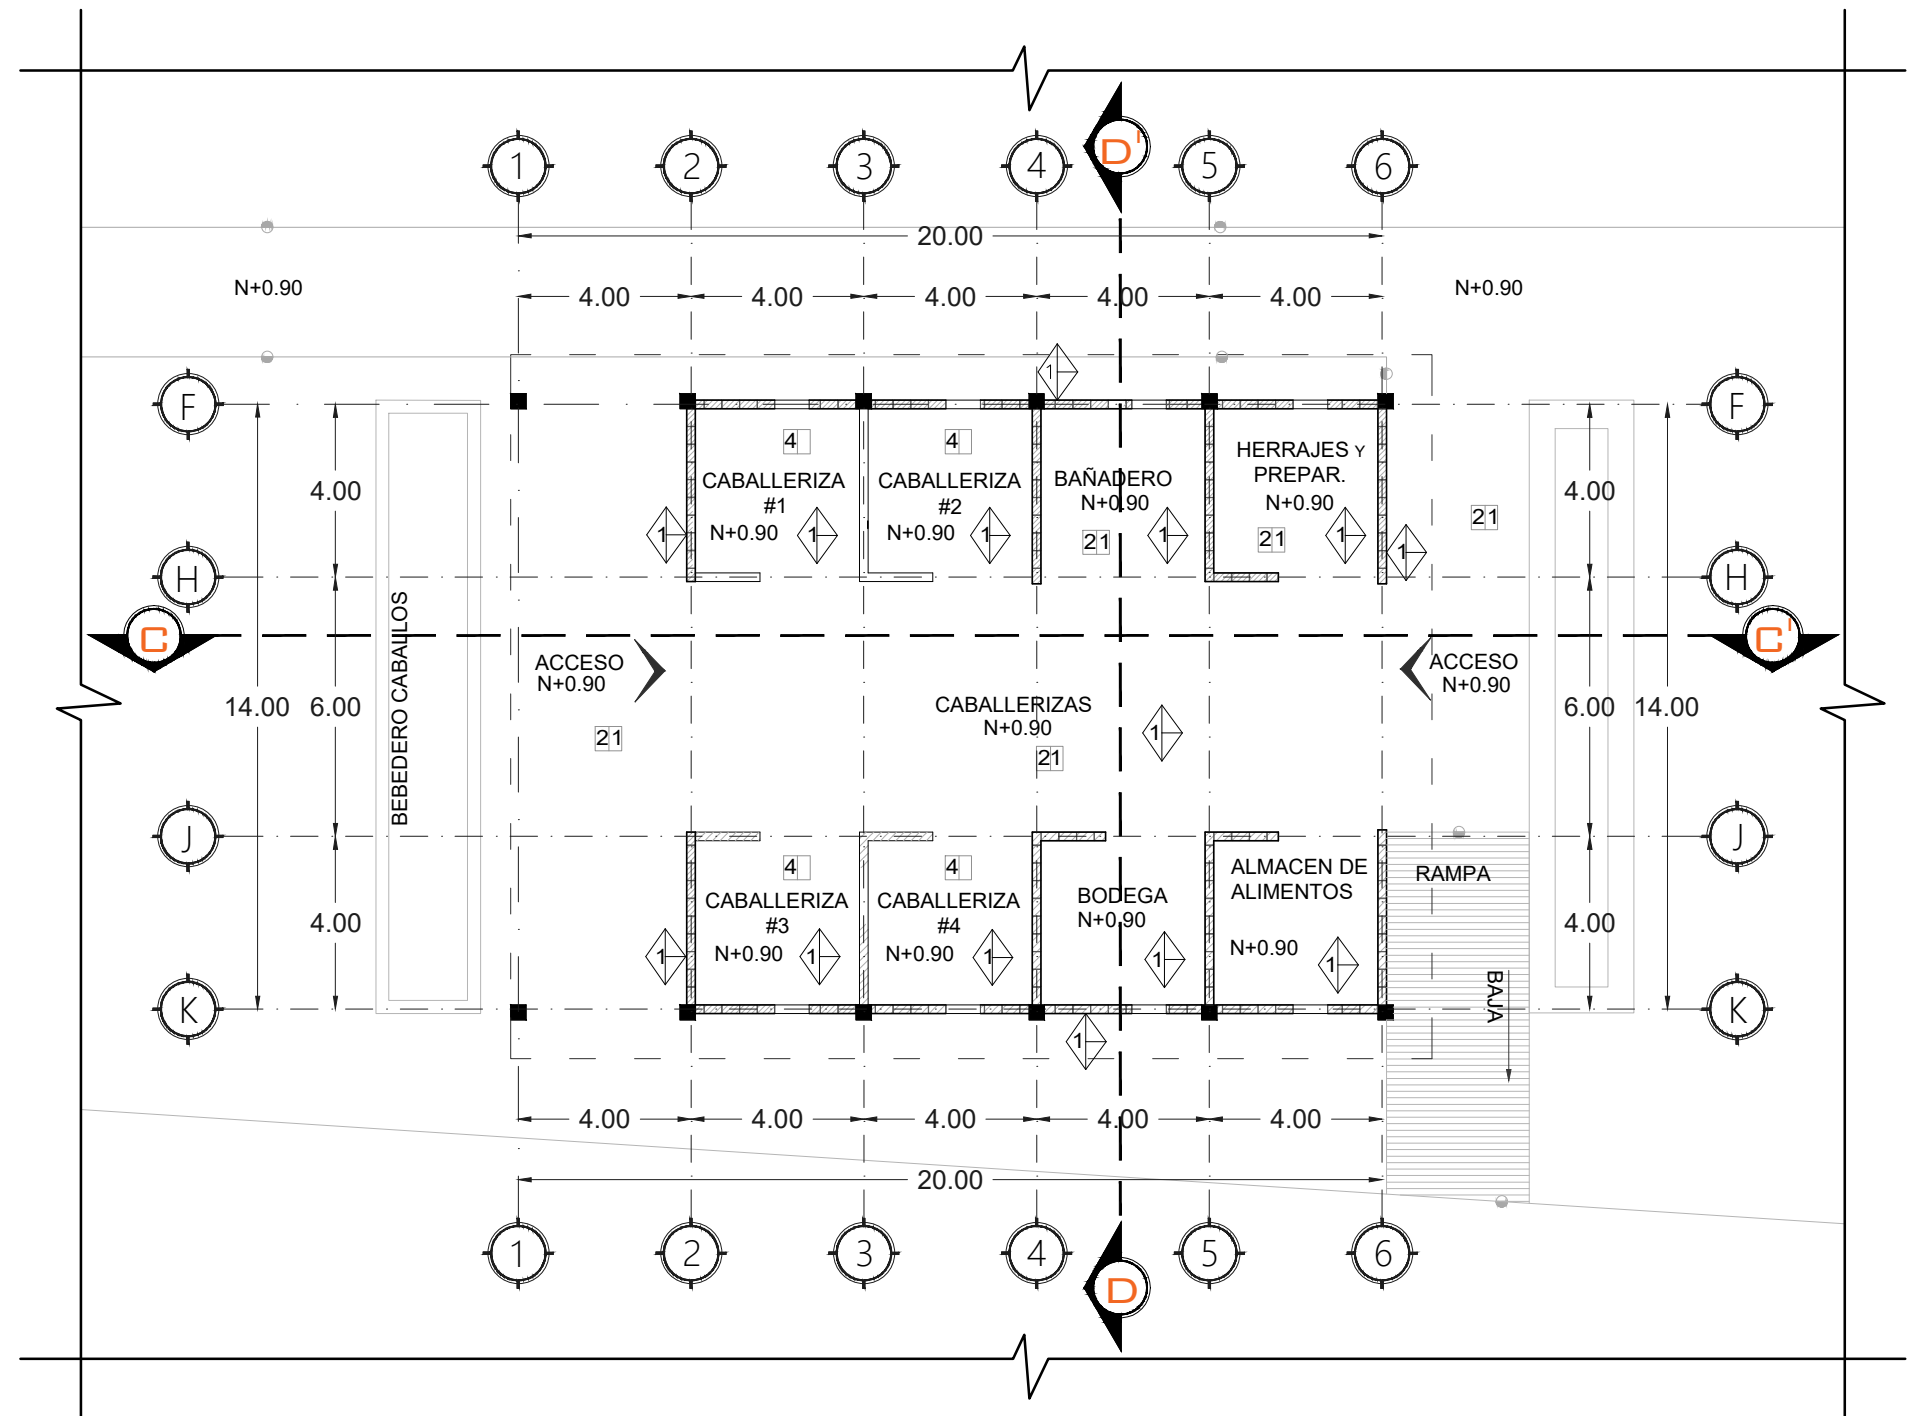 1 2 3 4 D' 5 6
20.00
N+0.90 N+0.90
4.00 4.00 4.00 4.00 4.00
1
F F
4 4
HERRAJES Y
PREPAR.
N+0.90
CABALLERIZA
#1
N+0.90
CABALLERIZA
#2
N+0.90
BAÑADERO
N+0.90
4.00 4.00
21 21 21
1 1 1 1 1 1
H H
C C'
BEBEDERO CABALLOS
ACCESO
N+0.90
ACCESO
N+0.90
14.00 6.00 6.00 14.00
CABALLERIZAS
N+0.90
21 21
1
J J
4 4
CABALLERIZA
#3
N+0.90
CABALLERIZA
#4
N+0.90
BODEGA
N+0.90
ALMACEN DE
ALIMENTOS
N+0.90
RAMPA
BAJA
4.00 4.00
1 1 1 1 1
K K
1
4.00 4.00 4.00 4.00 4.00
20.00
1 2 3 4 D 5 6